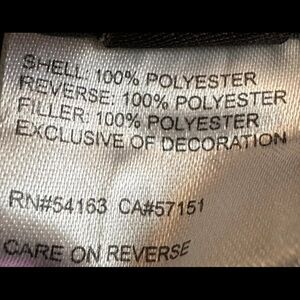 SHELL: 100% POLYESTER
REVERSE: 100% POLYESTER
FILLER: 100% POLYESTER
EXCLUSIVE OF DECORATION
RN#54163 CA#57151
CARE ON REVERSE